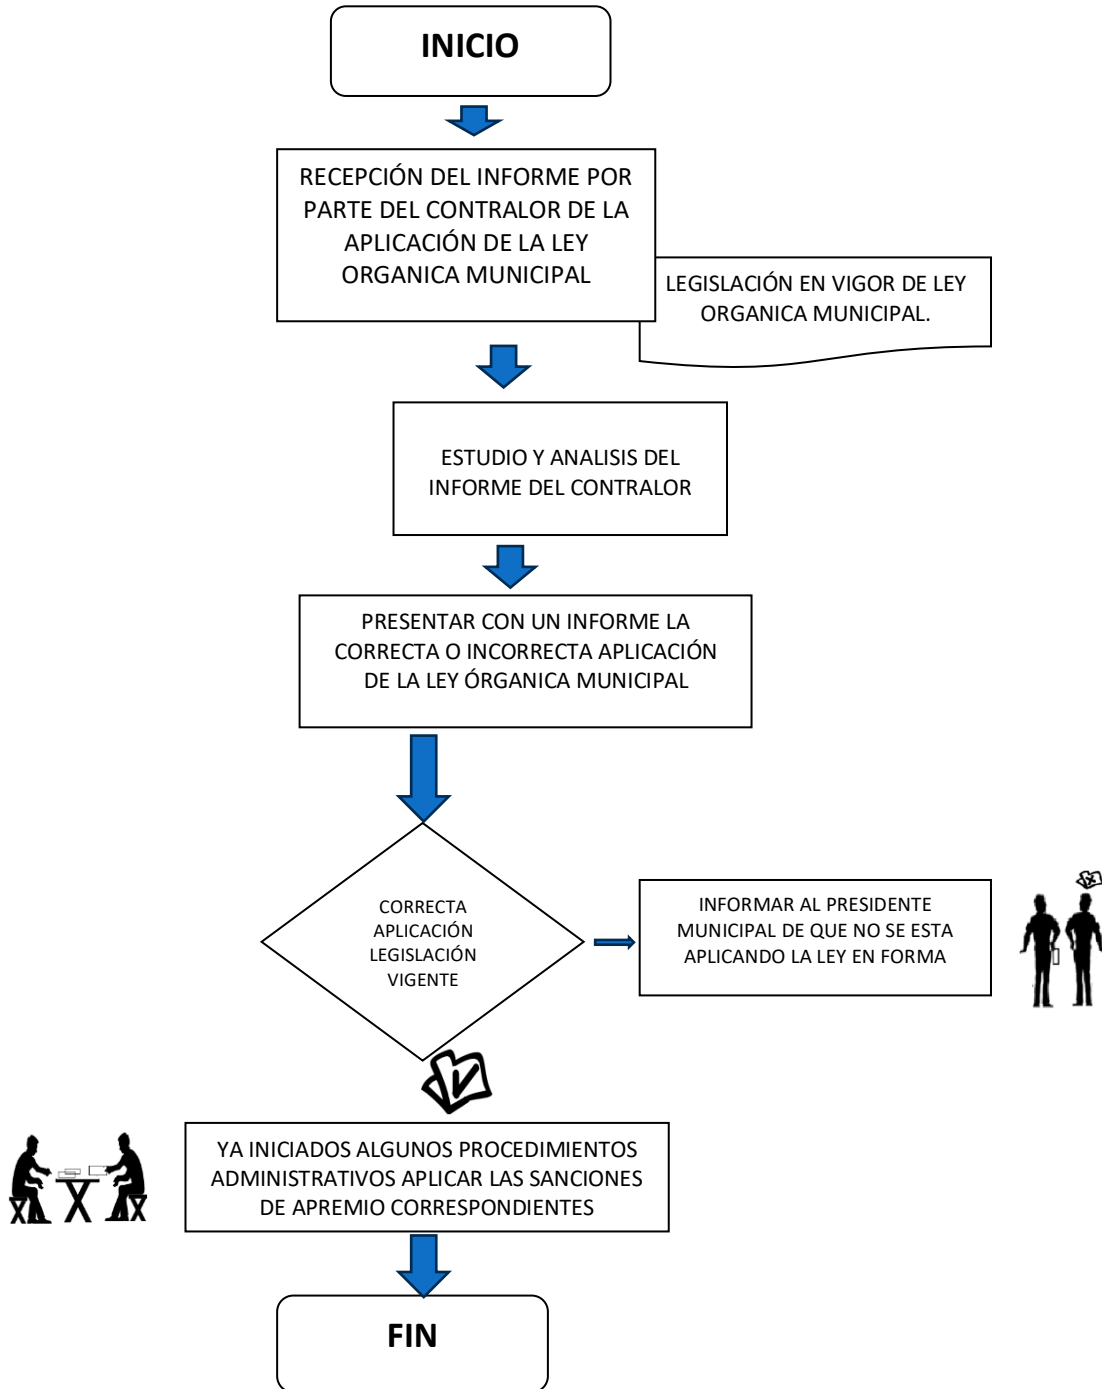 INICIO
RECEPCIÓN DEL INFORME POR
PARTE DEL CONTRALOR DE LA
APLICACIÓN DE LA LEY
ORGANICA MUNICIPAL
LEGISLACIÓN EN VIGOR DE LEY
ORGANICA MUNICIPAL.
ESTUDIO Y ANALISIS DEL
INFORME DEL CONTRALOR
PRESENTAR CON UN INFORME LA
CORRECTA O INCORRECTA APLICACIÓN
DE LA LEY ÓRGANICA MUNICIPAL
CORRECTA
APLICACIÓN
LEGISLACIÓN
VIGENTE
INFORMAR AL PRESIDENTE
MUNICIPAL DE QUE NO SE ESTA
APLICANDO LA LEY EN FORMA
YA INICIADOS ALGUNOS PROCEDIMIENTOS
ADMINISTRATIVOS APLICAR LAS SANCIONES
DE APREMIO CORRESPONDIENTES
FIN